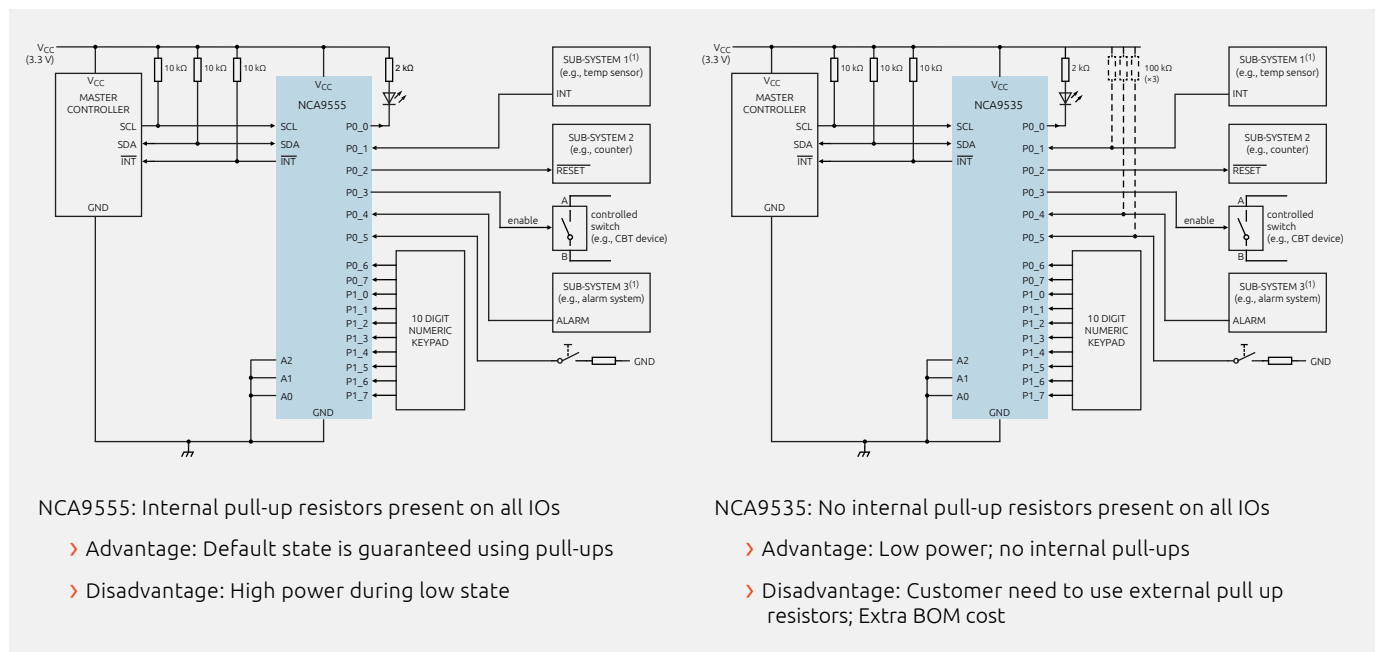 VCC
(3.3 V)
10 kΩ
10 kΩ
10 kΩ
2 kΩ
VCC
MASTER
CONTROLLER
SCL
SDA
INT
GND
VCC
NCA9555
SCL
SDA
INT
A2
A1
A0
GND
P0_0
P0_1
P0_2
P0_3
P0_4
P0_5
P0_6
P0_7
P1_0
P1_1
P1_2
P1_3
P1_4
P1_5
P1_6
P1_7
10 DIGIT
NUMERIC
KEYPAD
SUB-SYSTEM 1(1)
(e.g., temp sensor)
INT
SUB-SYSTEM 2
(e.g., counter)
RESET
enable
A
B
controlled
switch
(e.g., CBT device)
SUB-SYSTEM 3(1)
(e.g., alarm system)
ALARM
GND
NCA9555: Internal pull-up resistors present on all IOs
› Advantage: Default state is guaranteed using pull-ups
› Disadvantage: High power during low state
VCC
(3.3 V)
10 kΩ
10 kΩ
10 kΩ
2 kΩ
100 kΩ
(×3)
VCC
MASTER
CONTROLLER
SCL
SDA
INT
GND
VCC
NCA9535
SCL
SDA
INT
A2
A1
A0
GND
P0_0
P0_1
P0_2
P0_3
P0_4
P0_5
P0_6
P0_7
P1_0
P1_1
P1_2
P1_3
P1_4
P1_5
P1_6
P1_7
10 DIGIT
NUMERIC
KEYPAD
SUB-SYSTEM 1(1)
(e.g., temp sensor)
INT
SUB-SYSTEM 2
(e.g., counter)
RESET
enable
A
B
controlled
switch
(e.g., CBT device)
SUB-SYSTEM 3(1)
(e.g., alarm system)
ALARM
GND
NCA9535: No internal pull-up resistors present on all IOs
› Advantage: Low power; no internal pull-ups
› Disadvantage: Customer need to use external pull up
resistors; Extra BOM cost